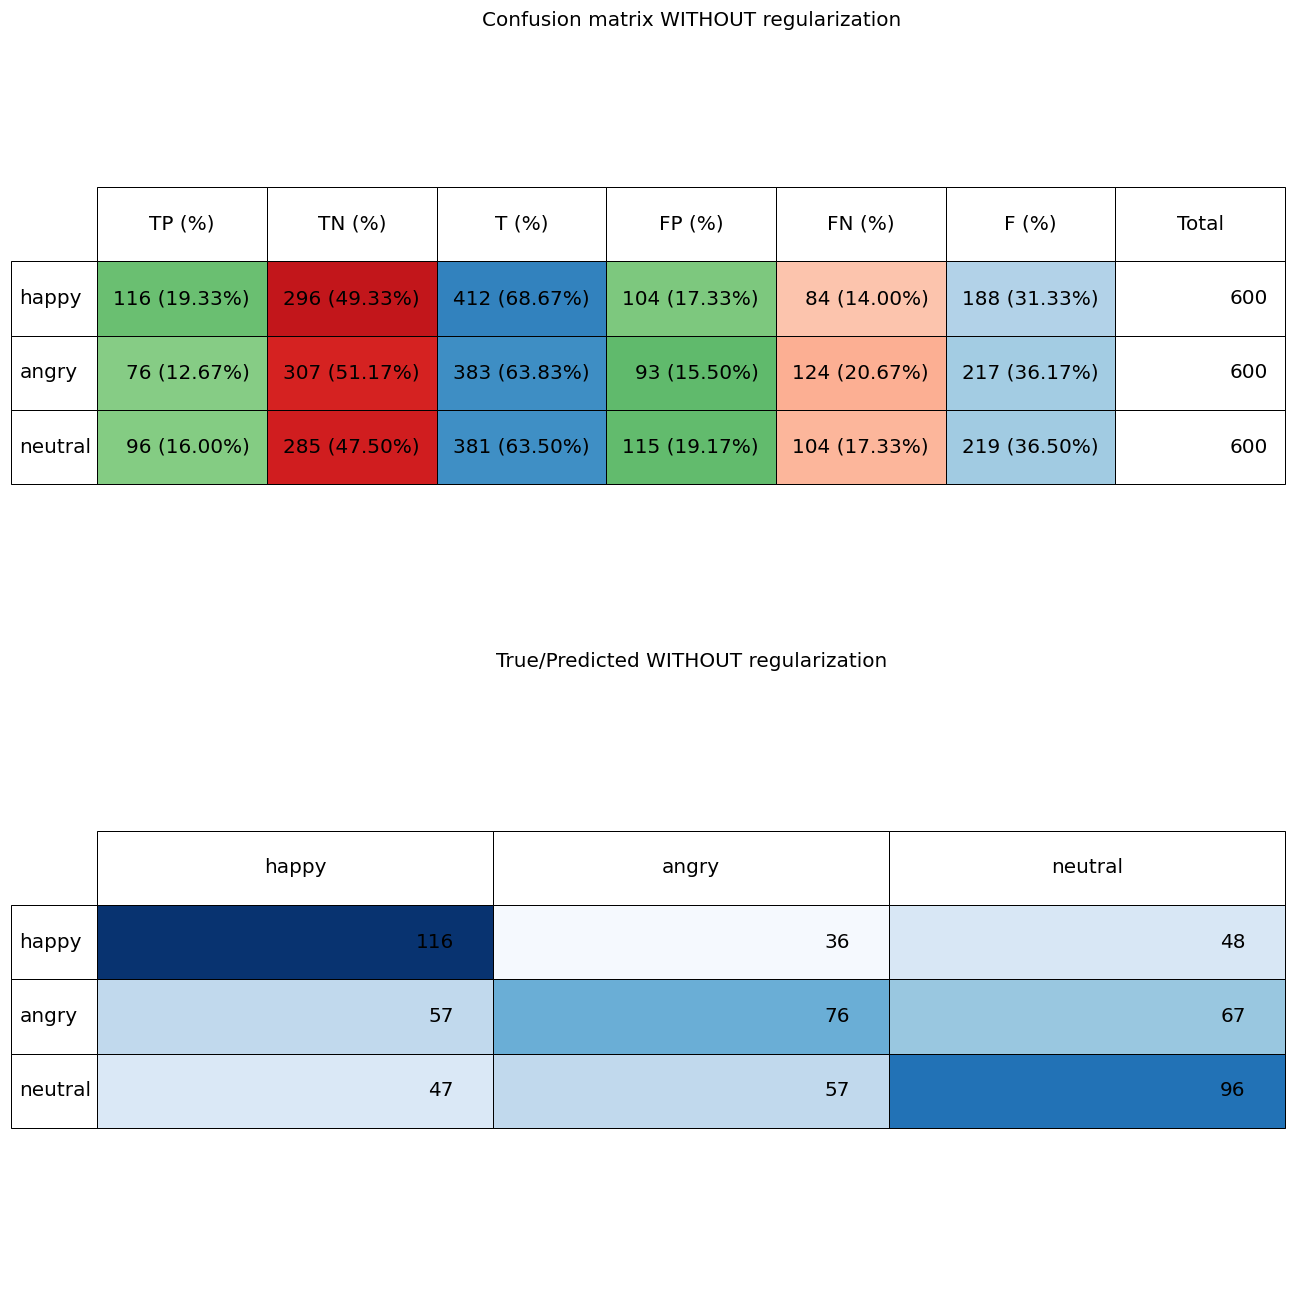 Confusion matrix WITHOUT regularization
TP (%) TN (%) T (%) FP (%) FN (%) F (%) Total
happy 116 (19.33%) 296 (49.33%) 412 (68.67%) 104 (17.33%) 84 (14.00%) 188 (31.33%) 600
angry 76 (12.67%) 307 (51.17%) 383 (63.83%) 93 (15.50%) 124 (20.67%) 217 (36.17%) 600
neutral 96 (16.00%) 285 (47.50%) 381 (63.50%) 115 (19.17%) 104 (17.33%) 219 (36.50%) 600
True/Predicted WITHOUT regularization
happy angry neutral
happy 116 36 48
angry 57 76 67
neutral 47 57 96